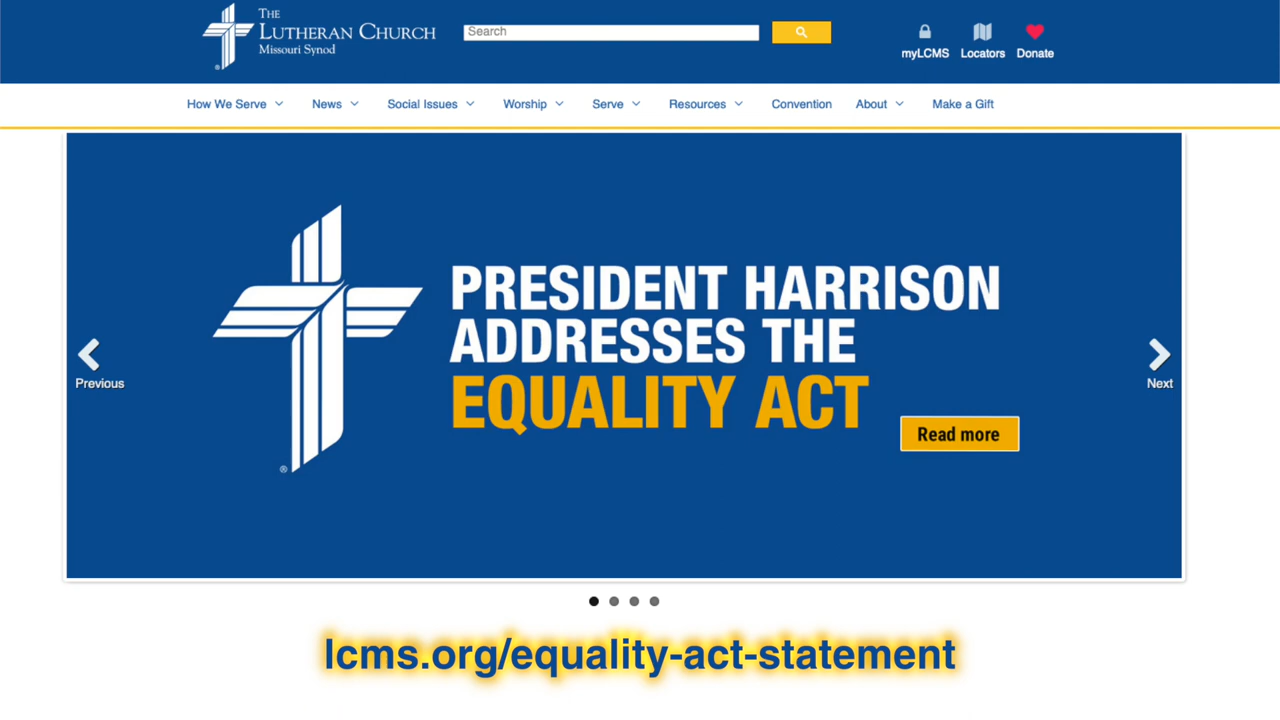 THE
LUTHERAN CHURCH
Missouri Synod
®
Search
myLCMS Locators Donate
How We Serve News Social Issues Worship Serve Resources Convention About Make a Gift
PRESIDENT HARRISON
ADDRESSES THE
EQUALITY ACT
Read more
Previous
Next
®
lcms.org/equality-act-statement